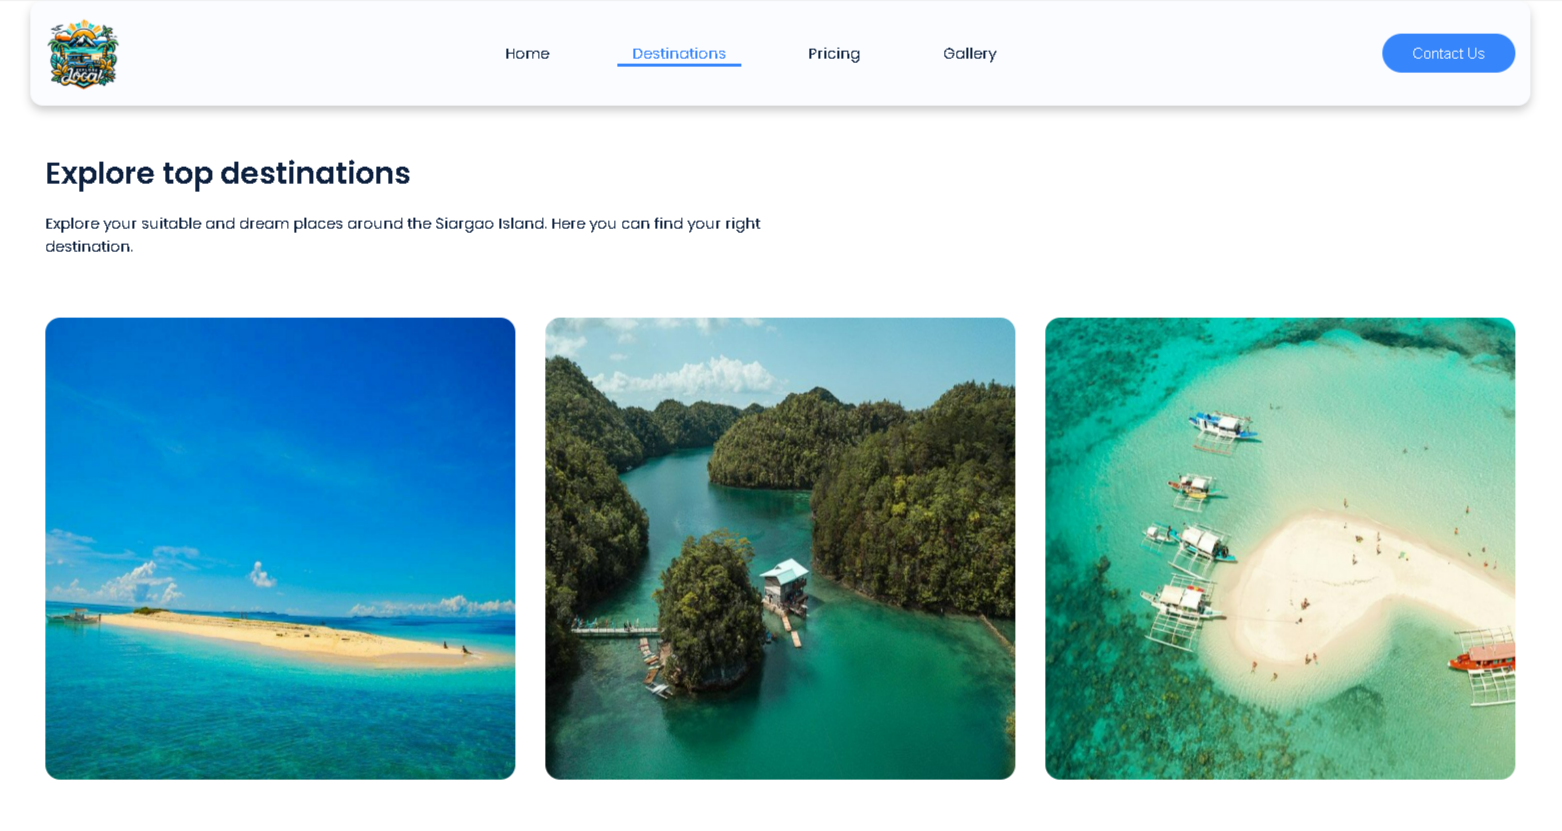 Local
Home
Destinations
Pricing
Gallery
Contact Us
Explore top destinations
Explore your suitable and dream places around the Siargao Island. Here you can find your right
destination.